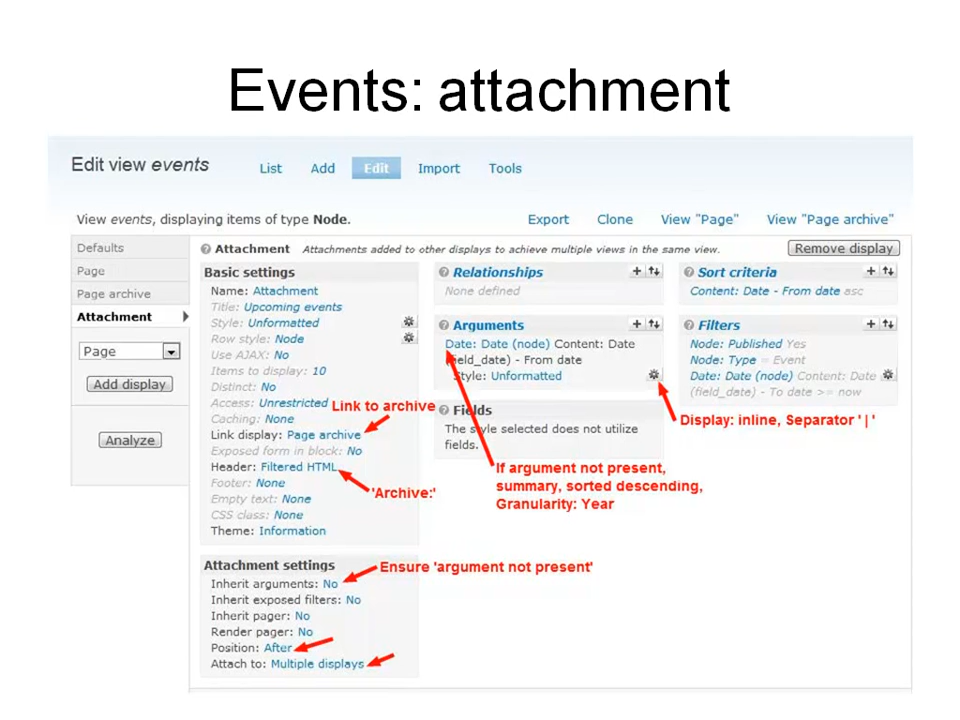 Events: attachment
Edit view events
List Add Edit Import Tools
View events, displaying items of type Node.
Export Clone View "Page" View "Page archive"
Defaults
Page
Page archive
Attachment
Page
Add display
Analyze
Attachment Attachments added to other displays to achieve multiple views in the same view.
Remove display
Basic settings
Name: Attachment
Title: Upcoming events
Style: Unformatted
Row style: Node
Use AJAX: No
Items to display: 10
Distinct: No
Access: Unrestricted
Caching: None
Link display: Page archive
Exposed form in block: No
Header: Filtered HTML
Footer: None
Empty text: None
CSS class: None
Theme: Information
Link to archive
'Archive:'
Attachment settings
Inherit arguments: No
Inherit exposed filters: No
Inherit pager: No
Render pager: No
Position: After
Attach to: Multiple displays
Ensure 'argument not present'
Relationships
None defined
Arguments
Date: Date (node) Content: Date
(field_date) - From date
Style: Unformatted
Fields
The style selected does not utilize
fields.
If argument not present,
summary, sorted descending,
Granularity: Year
Sort criteria
Content: Date - From date asc
Filters
Node: Published Yes
Node: Type = Event
Date: Date (node) Content: Date
(field_date) - To date >= now
Display: inline, Separator ' | '